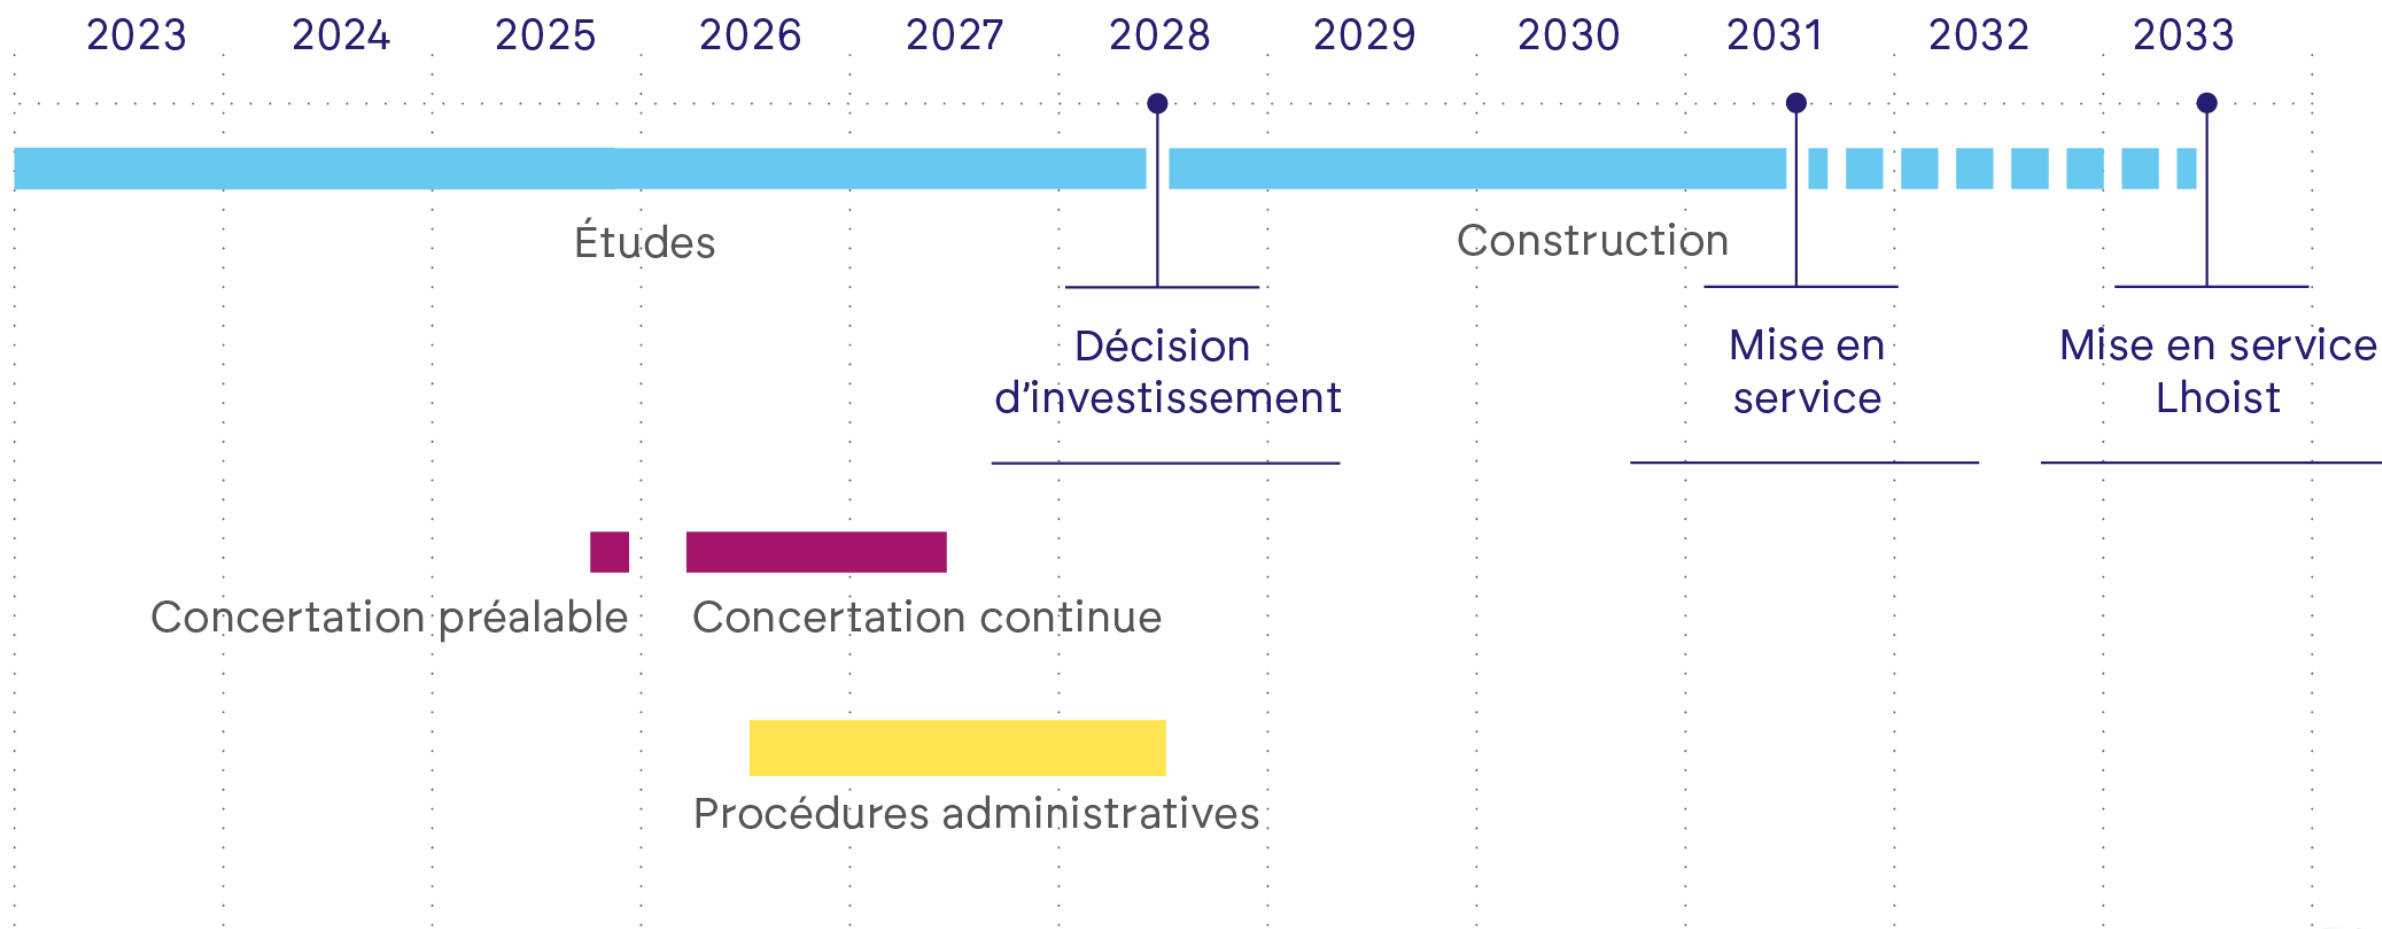 2023 2024 2025 2026 2027 2028 2029 2030 2031 2032 2033
Études
Construction
Décision
d’investissement
Mise en
service
Mise en service
Lhoist
Concertation préalable
Concertation continue
Procédures administratives